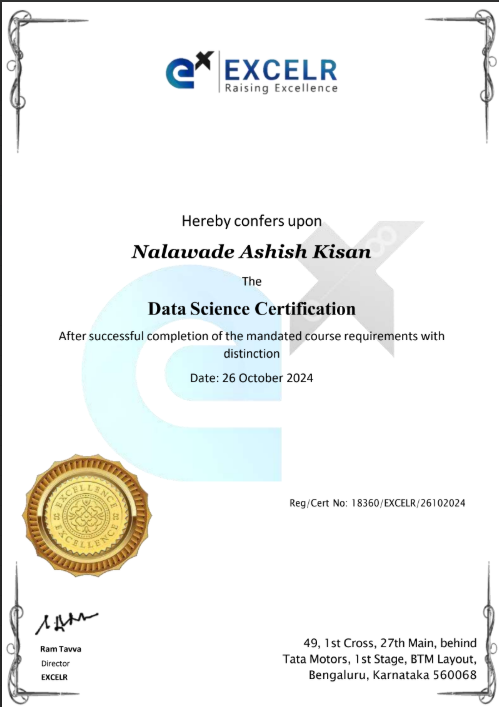 EXCELR
Raising Excellence
Hereby confers upon
Nalawade Ashish Kisan
The
Data Science Certification
After successful completion of the mandated course requirements with
distinction
Date: 26 October 2024
Reg/Cert No: 18360/EXCELR/26102024
EXCELLENCE
EXCELLENCE
Ram Tavva
Director
EXCELR
49, 1st Cross, 27th Main, behind
Tata Motors, 1st Stage, BTM Layout,
Bengaluru, Karnataka 560068